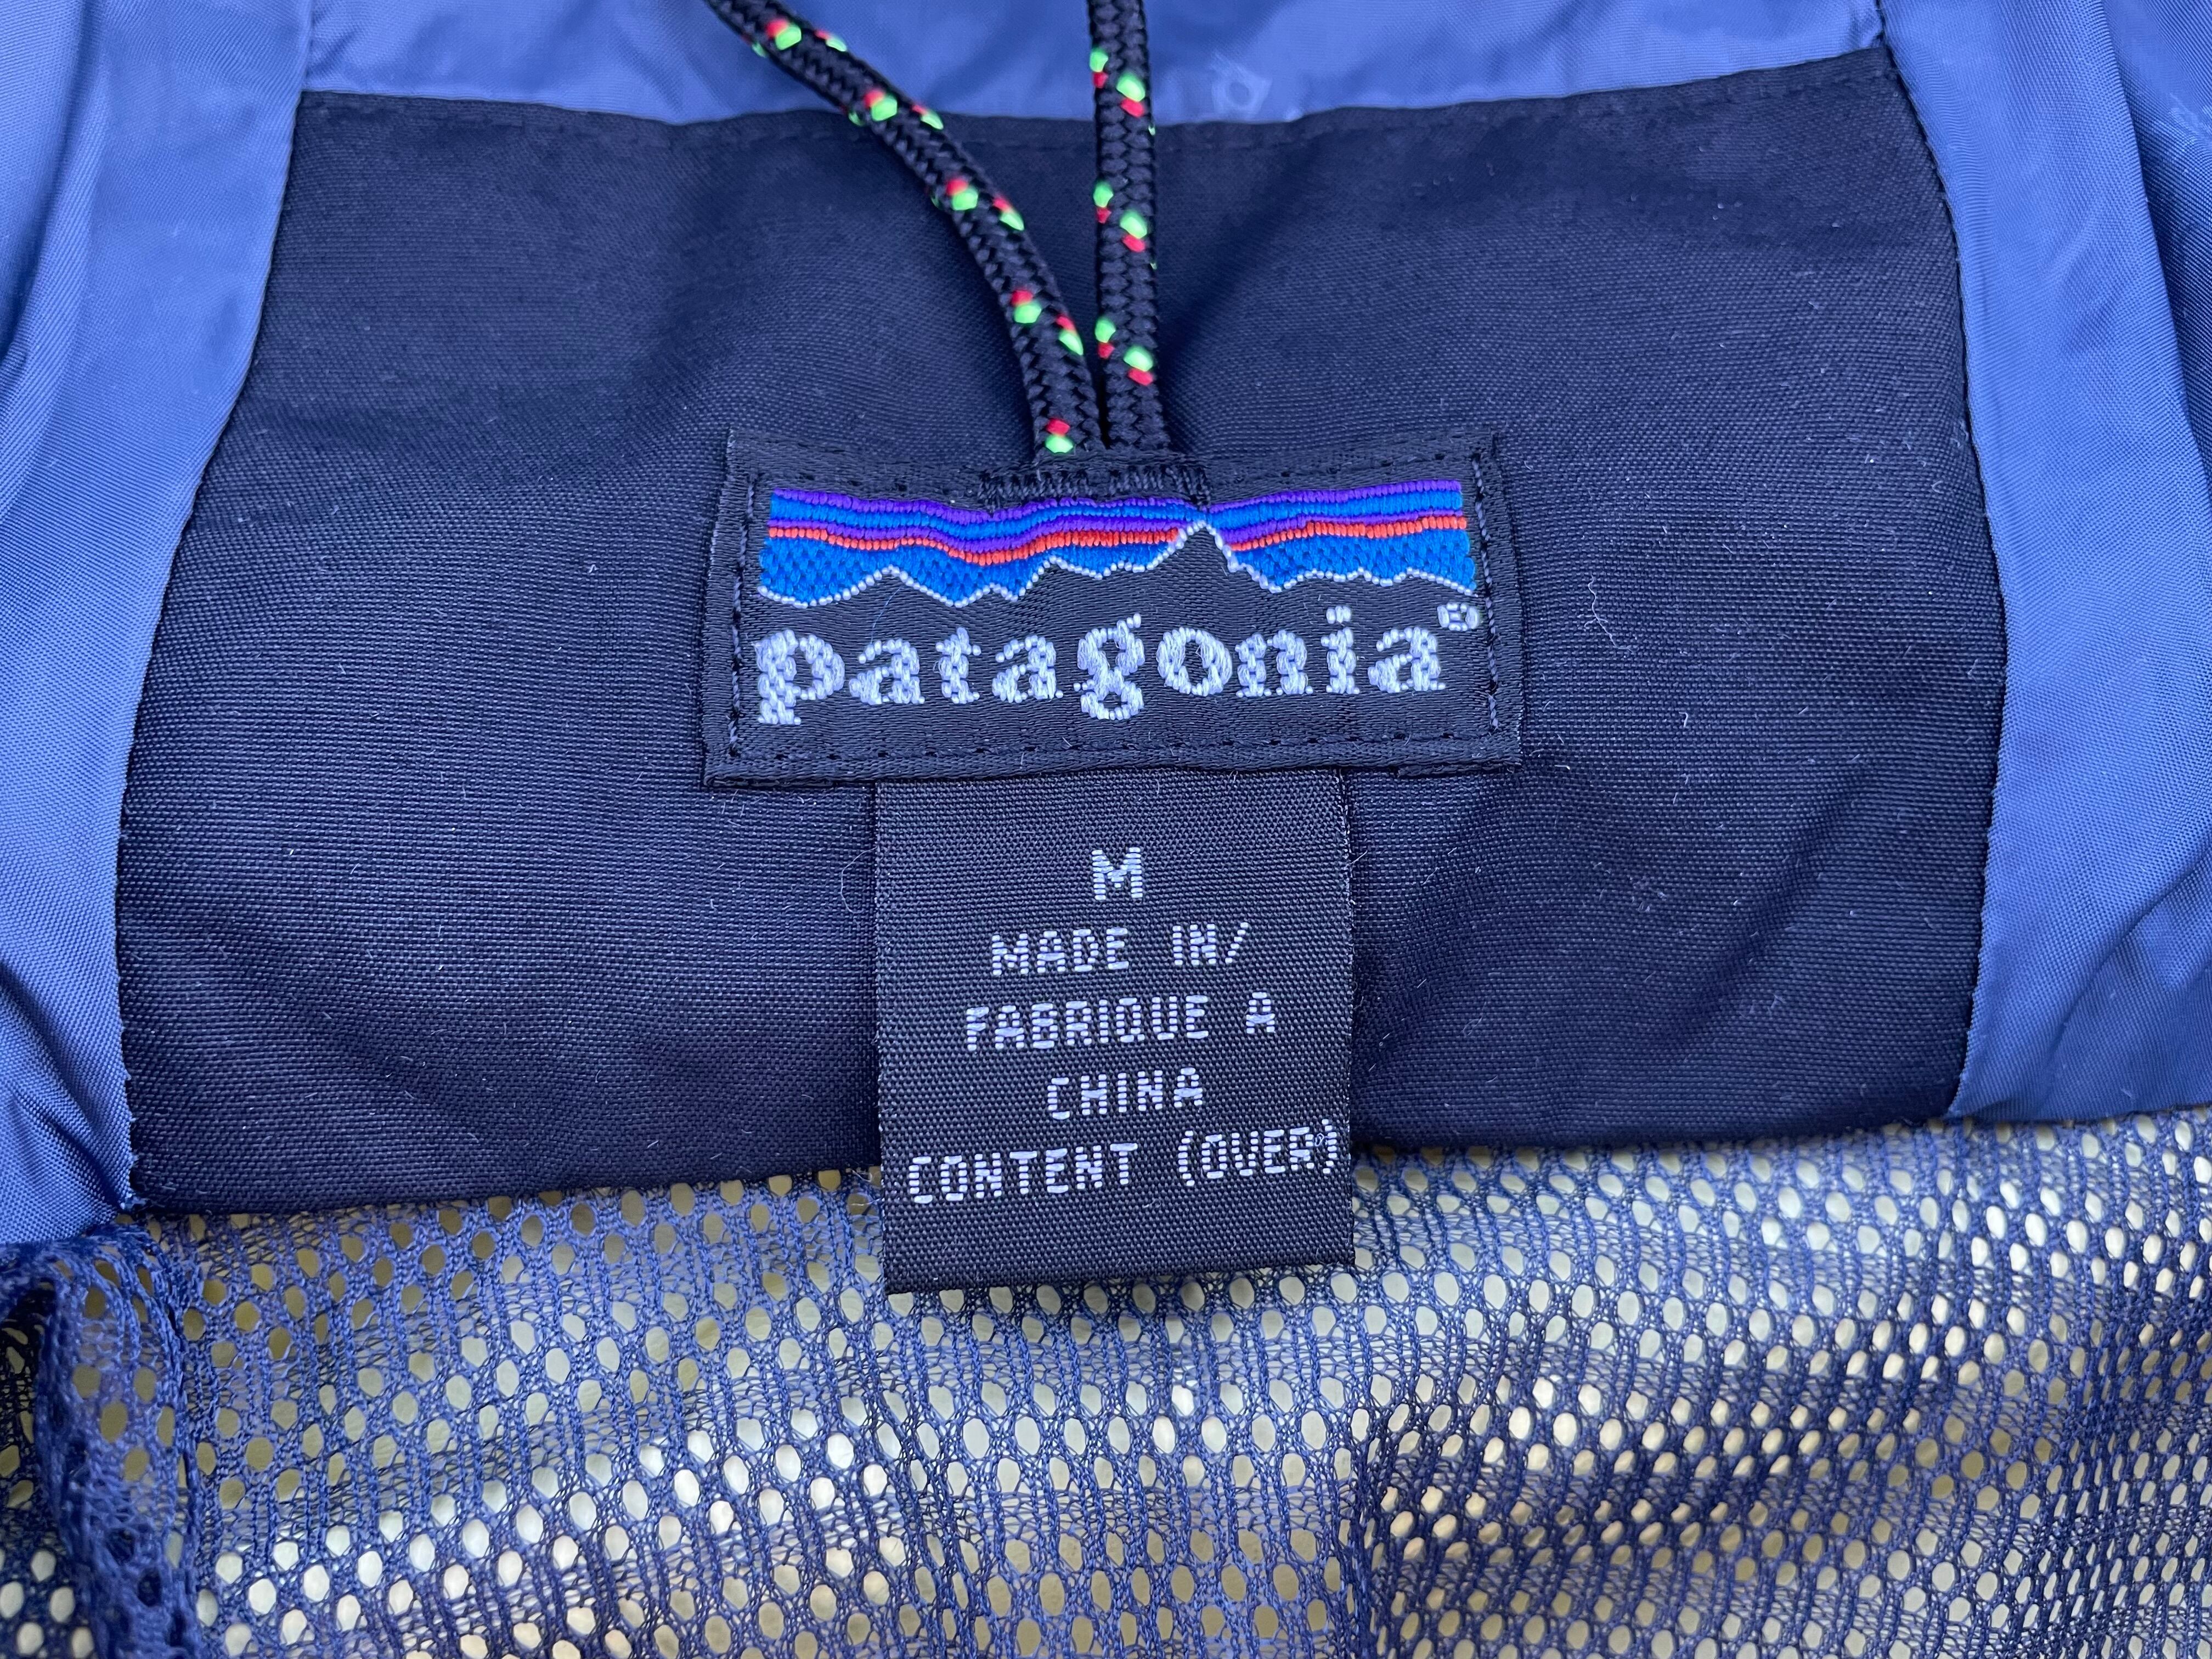 patagonia®
M
MADE IN/
FABRIQUE A
CHINA
CONTENT (OVER)